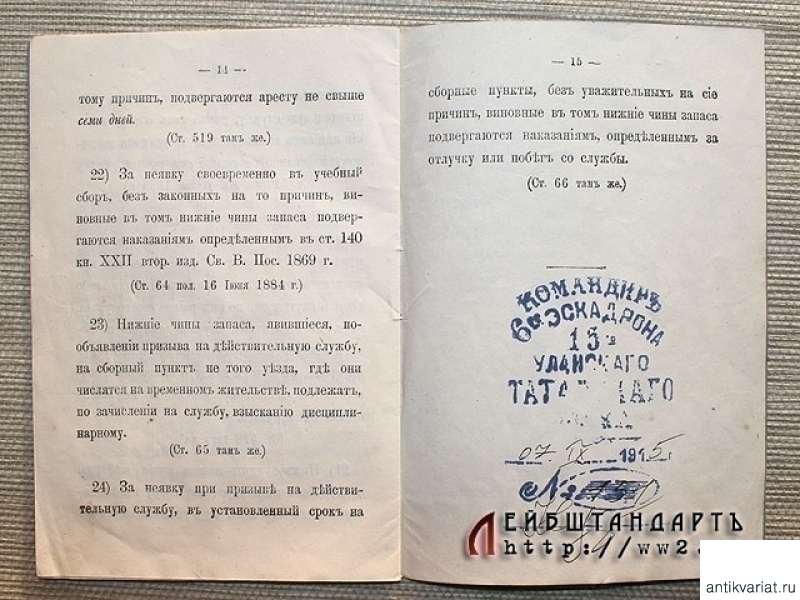 — 14 —
тому причинъ, подвергаются аресту не свыше
семи дней.
(Ст. 519 тамъ же.)
22) За неявку своевременно въ учебный
сборъ, безъ законныхъ на то причинъ, ви-
новные въ томъ нижніе чины запаса подвер-
гаются наказаніямъ опредѣленнымъ въ ст. 140
кн. XXII втор. изд. Св. В. Пос. 1869 г.
(Ст. 64 пол. 16 Іюня 1884 г.)
23) Нижніе чины запаса, явившіеся, по-
объявленіи призыва на дѣйствительную службу,
на сборный пунктъ не того уѣзда, гдѣ они
числятся на временномъ жительствѣ, подлежатъ,
по зачисленіи на службу, взысканію дисципли-
нарному.
(Ст. 65 тамъ же.)
24) За неявку при призывѣ на дѣйстви-
тельную службу, въ установленный срокъ на
— 15 —
сборные пункты, безъ уважительныхъ на сіе
причинъ, виновные въ томъ нижніе чины запаса
подвергаются наказаніямъ, опредѣленнымъ за
отлучку или побѣгъ со службы.
(Ст. 66 тамъ же.)
КОМАНДИРЪ
6го ЭСКАДРОНА
15го
УЛАНСКАГО
07 IX 1915
№
ЛЕЙБШТАНДАРТЪ
http://ww2.
antikvariat.ru